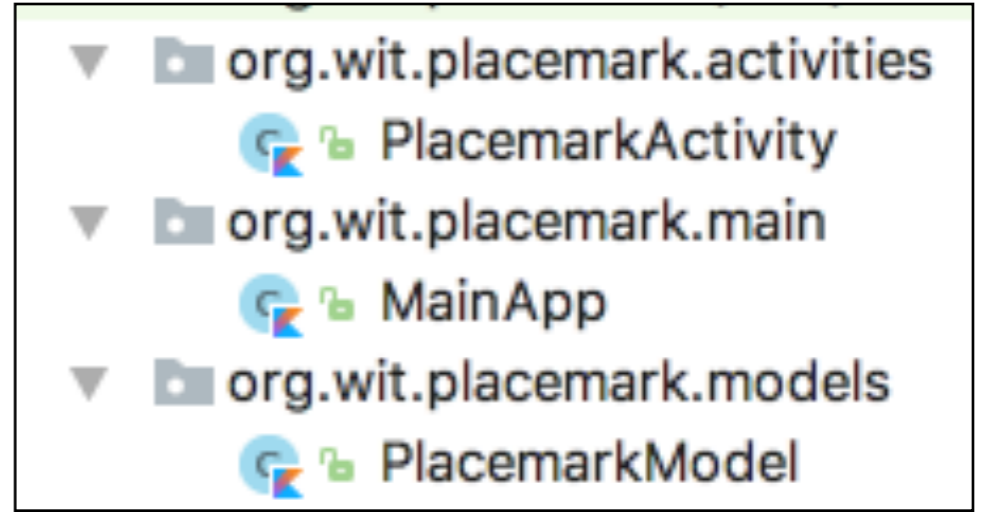 org.wit.placemark.activities
PlacemarkActivity
org.wit.placemark.main
MainApp
org.wit.placemark.models
PlacemarkModel